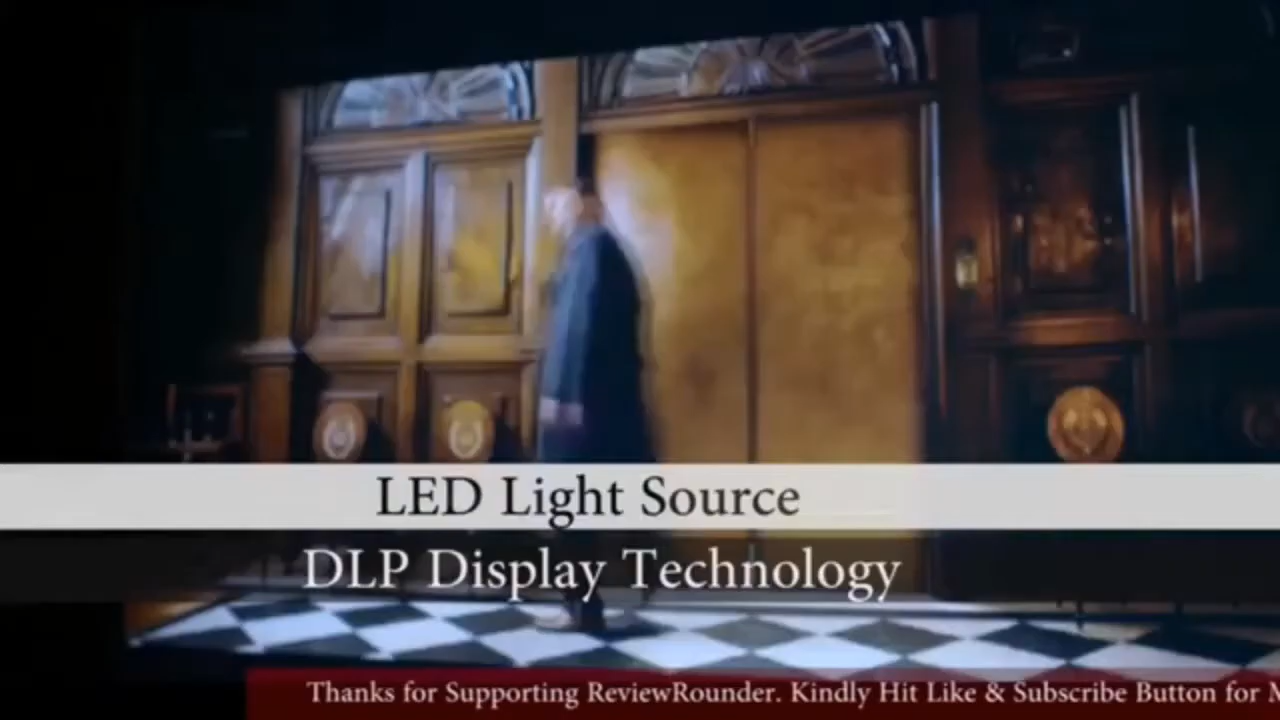 LED Light Source
DLP Display Technology
Thanks for Supporting ReviewRounder. Kindly Hit Like & Subscribe Button for